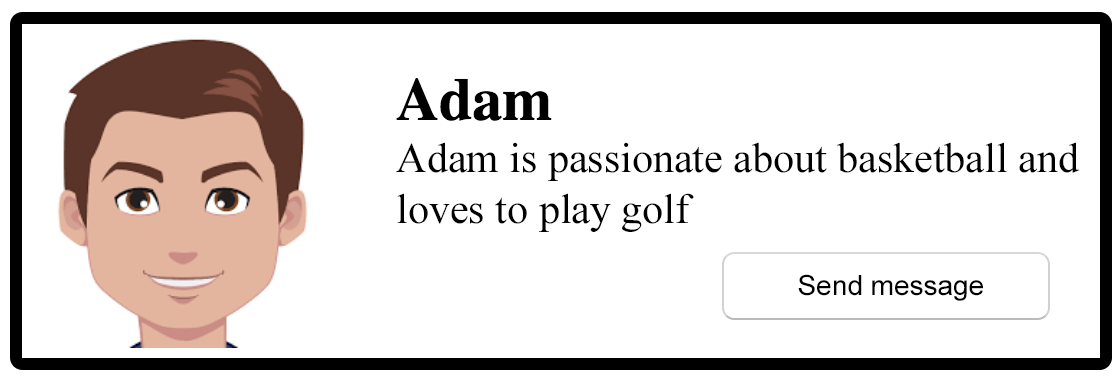 Adam
Adam is passionate about basketball and
loves to play golf
Send message